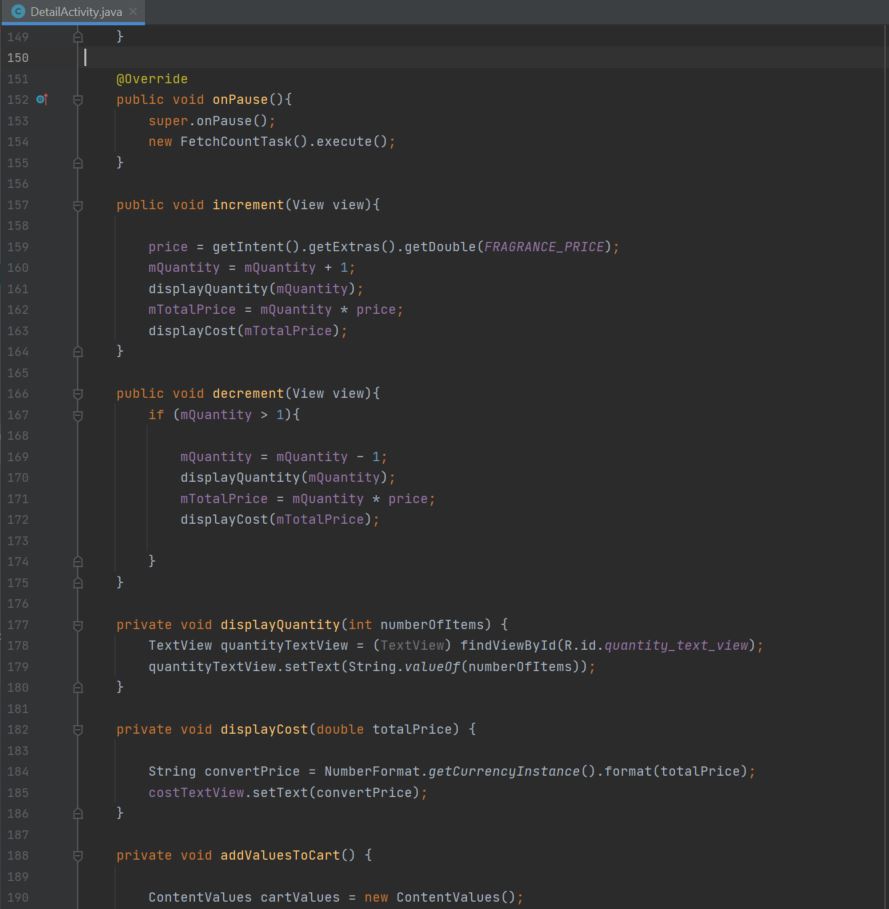 DetailActivity.java
149 }
150
151 @Override
152 public void onPause(){
153 super.onPause();
154 new FetchCountTask().execute();
155 }
156
157 public void increment(View view){
158
159 price = getIntent().getExtras().getDouble(FRAGRANCE_PRICE);
160 mQuantity = mQuantity + 1;
161 displayQuantity(mQuantity);
162 mTotalPrice = mQuantity * price;
163 displayCost(mTotalPrice);
164 }
165
166 public void decrement(View view){
167 if (mQuantity > 1){
168
169 mQuantity = mQuantity - 1;
170 displayQuantity(mQuantity);
171 mTotalPrice = mQuantity * price;
172 displayCost(mTotalPrice);
173
174 }
175 }
176
177 private void displayQuantity(int numberOfItems) {
178 TextView quantityTextView = (TextView) findViewById(R.id.quantity_text_view);
179 quantityTextView.setText(String.valueOf(numberOfItems));
180 }
181
182 private void displayCost(double totalPrice) {
183
184 String convertPrice = NumberFormat.getCurrencyInstance().format(totalPrice);
185 costTextView.setText(convertPrice);
186 }
187
188 private void addValuesToCart() {
189
190 ContentValues cartValues = new ContentValues();